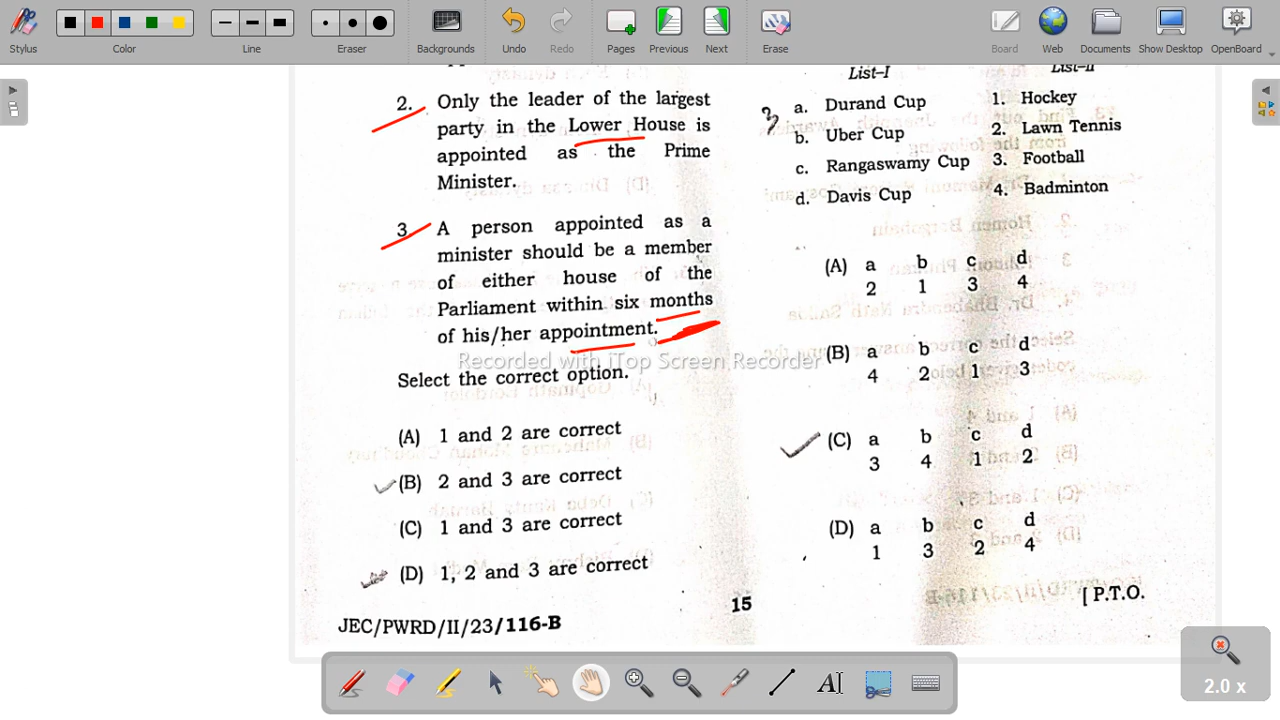 Stylus
Color
Line
Eraser
Backgrounds
Undo
Redo
Pages
Previous
Next
Erase
Board
Web
Documents
Show Desktop
OpenBoard
2. Only the leader of the largest
party in the Lower House is
appointed as the Prime
Minister.
3. A person appointed as a
minister should be a member
of either house of the
Parliament within six months
of his/her appointment.
Recorded with iTop Screen Recorder
Select the correct option.
(A) 1 and 2 are correct
(B) 2 and 3 are correct
(C) 1 and 3 are correct
(D) 1, 2 and 3 are correct
JEC/PWRD/II/23/116-B
15
List-I List-II
a. Durand Cup 1. Hockey
b. Uber Cup 2. Lawn Tennis
c. Rangaswamy Cup 3. Football
d. Davis Cup 4. Badminton
(A) a b c d
2 1 3 4
(B) a b c d
4 2 1 3
(C) a b c d
3 4 1 2
(D) a b c d
1 3 2 4
[ P.T.O.
2.0 x